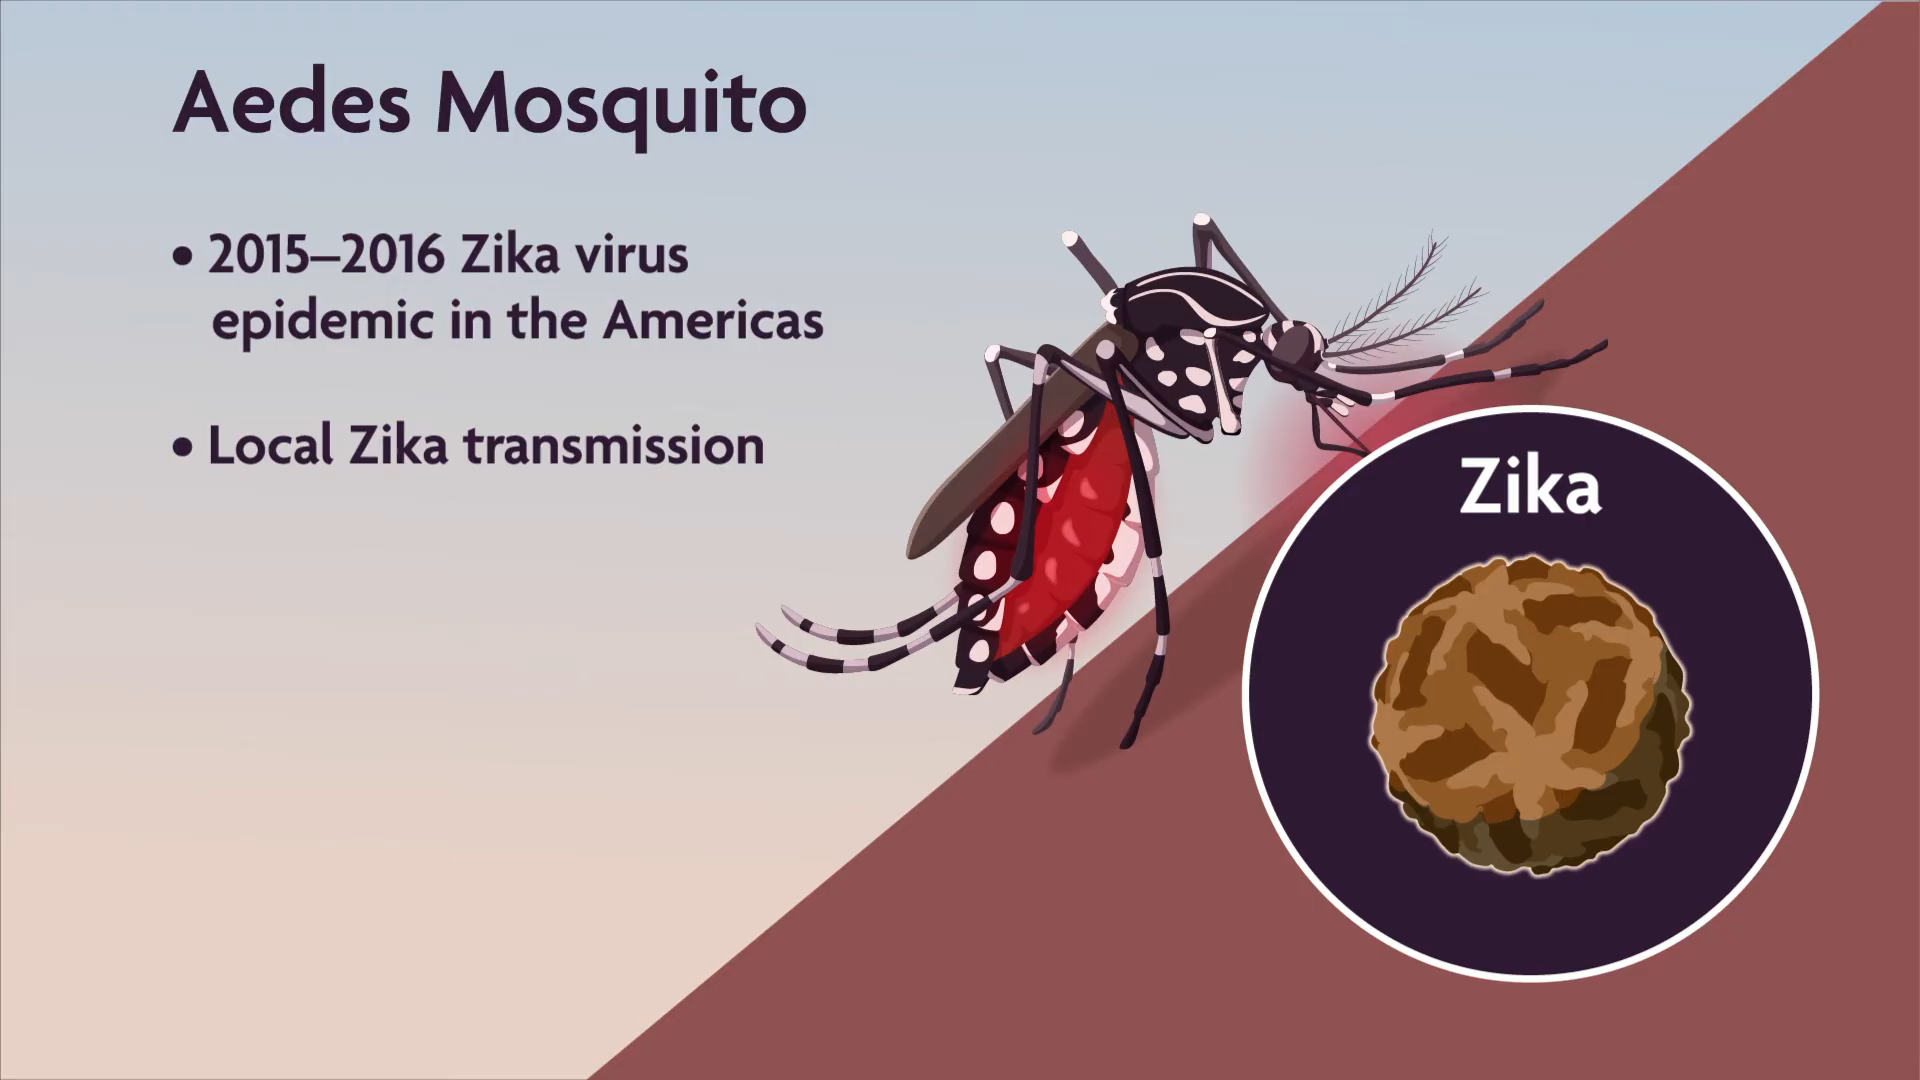 Aedes Mosquito
• 2015–2016 Zika virus
epidemic in the Americas
• Local Zika transmission
Zika